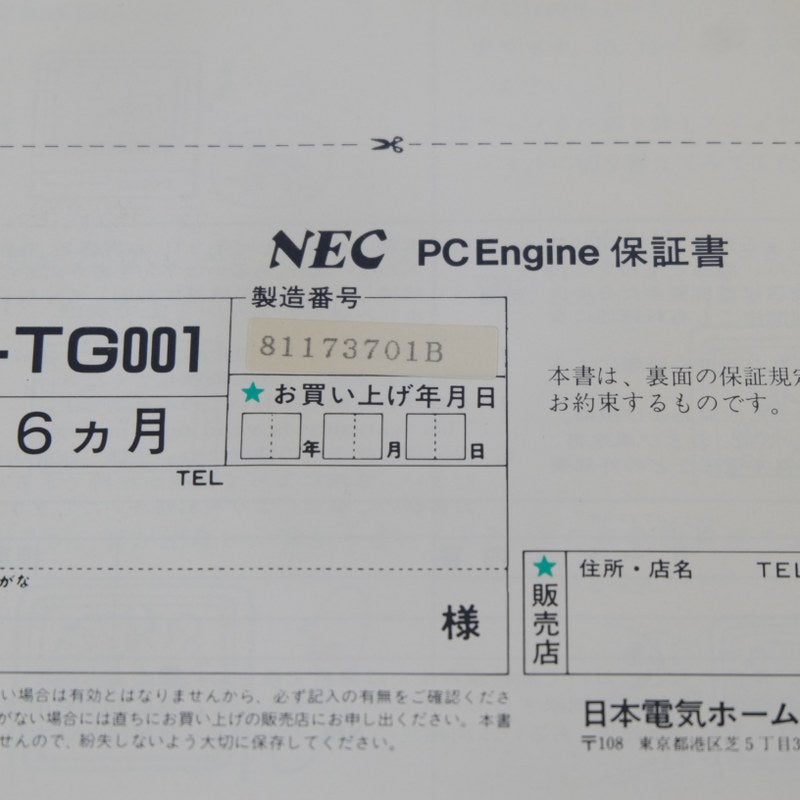 NEC PC Engine 保証書
-TG001
製造番号
81173701B
6ヵ月
★お買い上げ年月日
年 月 日
本書は、裏面の保証規定
お約束するものです。
TEL
がな
様
★販売店
住所・店名 TEL
い場合は有効とはなりませんから、必ず記入の有無をご確認くださ
がない場合には直ちにお買い上げの販売店にお申し出ください。本書
せんので、紛失しないよう大切に保存してください。
日本電気ホーム
〒108 東京都港区芝5丁目3